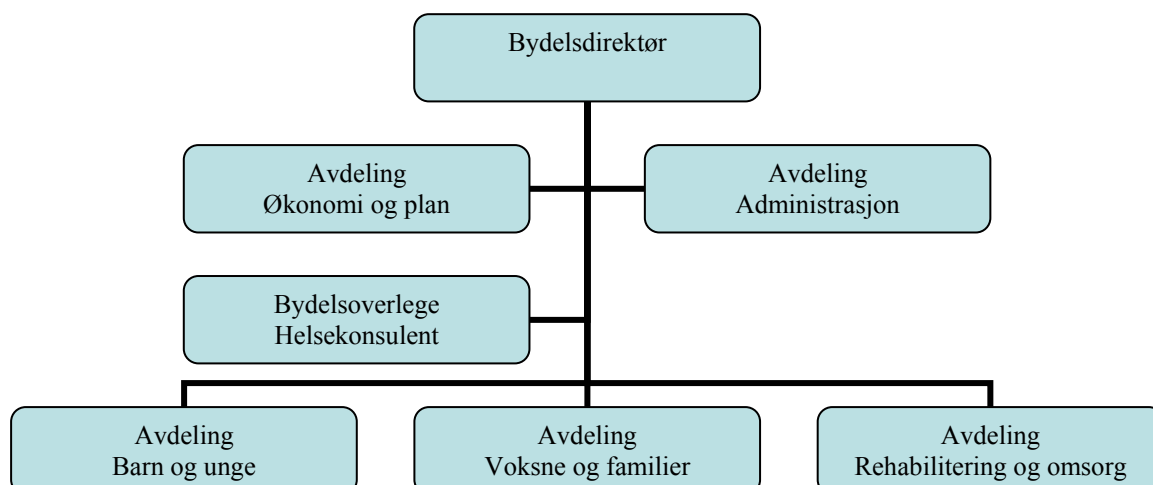 Bydelsdirektør
Avdeling
Økonomi og plan
Avdeling
Administrasjon
Bydelsoverlege
Helsekonsulent
Avdeling
Barn og unge
Avdeling
Voksne og familier
Avdeling
Rehabilitering og omsorg